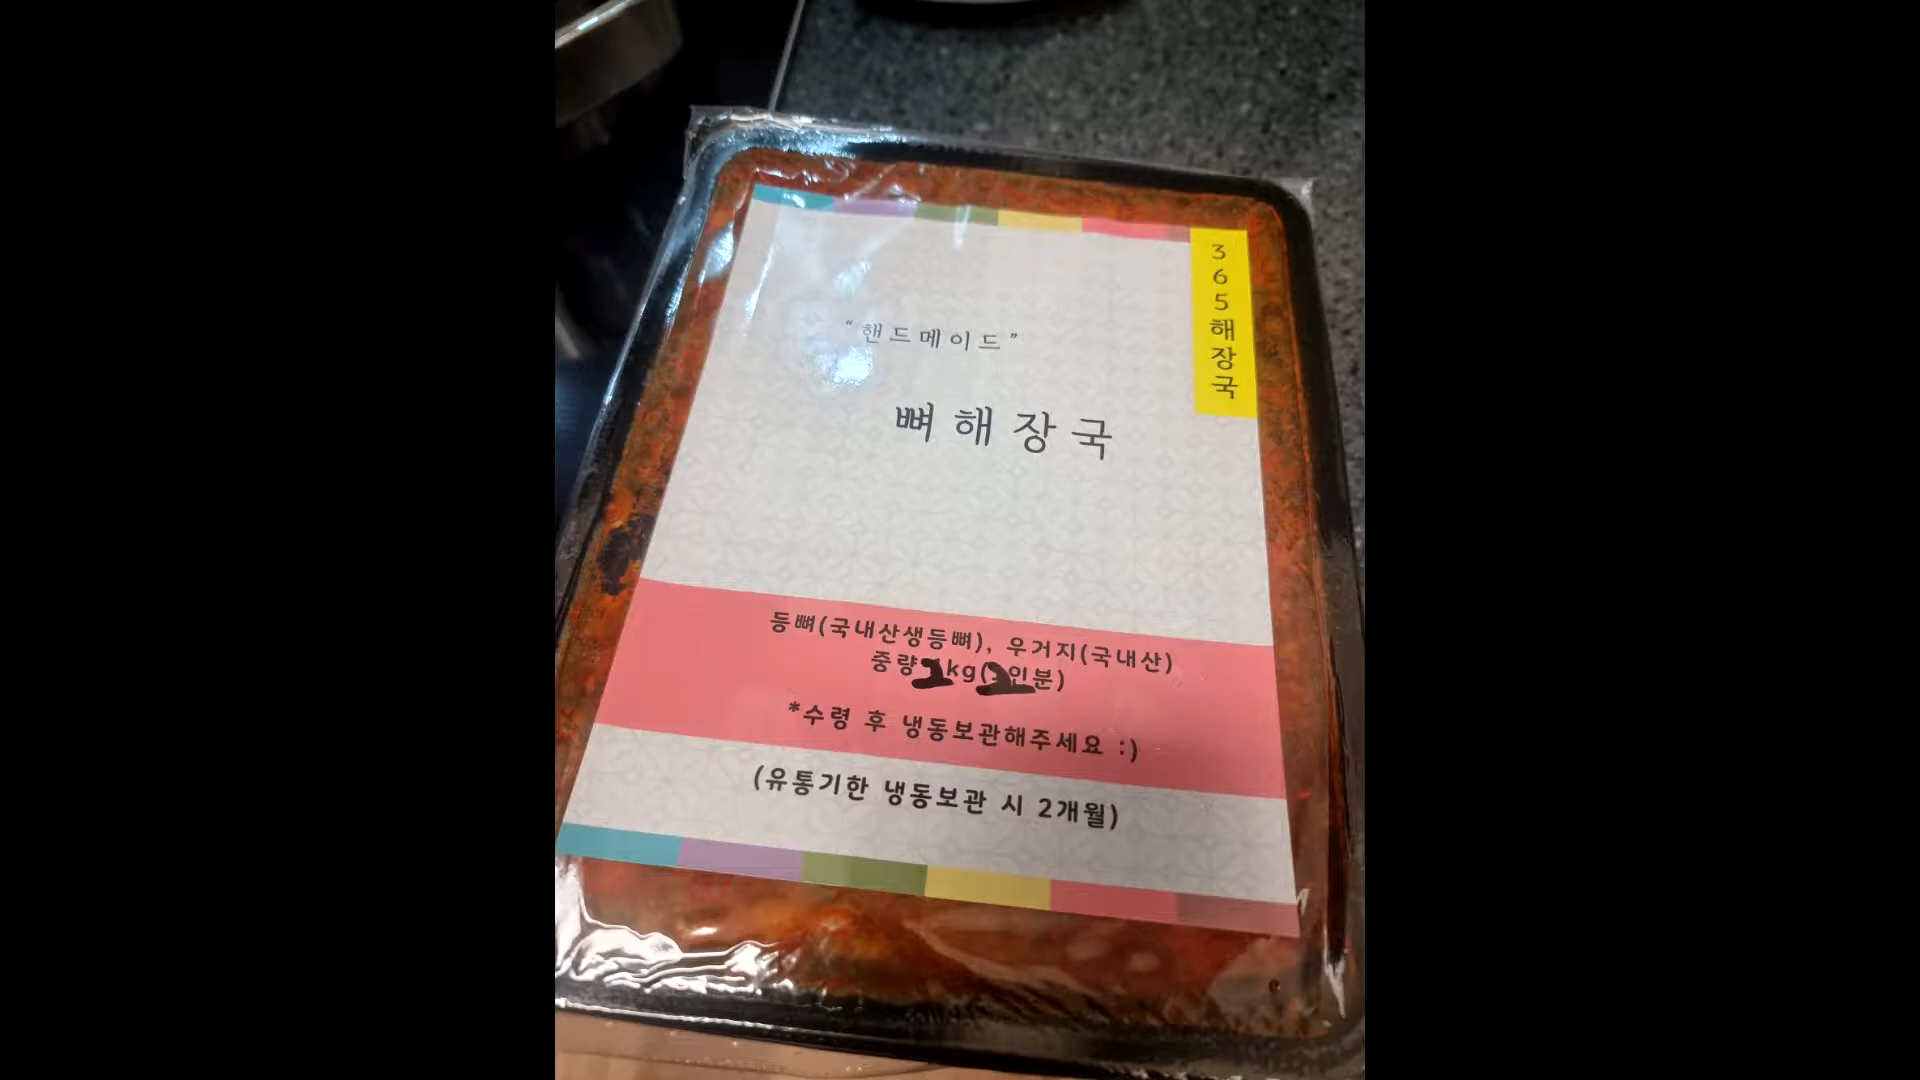 365해장국
“핸드메이드”
뼈해장국
등뼈(국내산생등뼈), 우거지(국내산)
중량 kg(2인분)
*수령 후 냉동보관해주세요 :)
(유통기한 냉동보관 시 2개월)